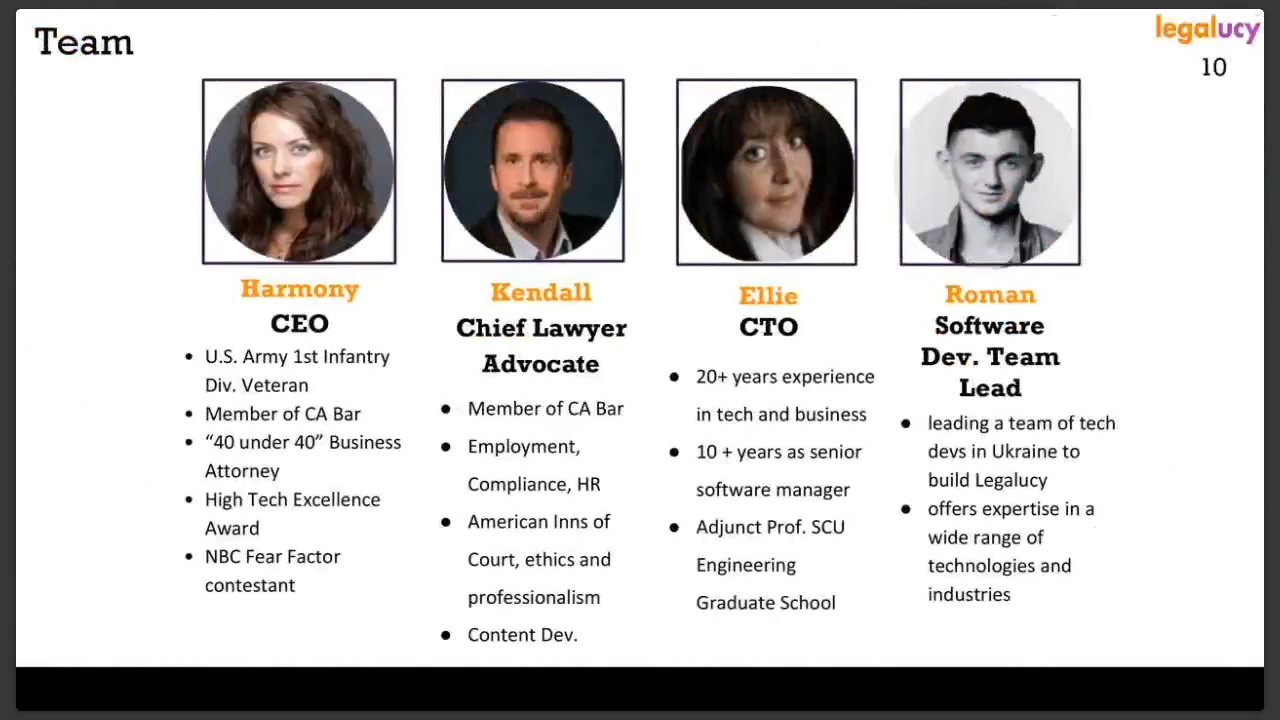 Team
legalucy
10
Harmony
CEO
• U.S. Army 1st Infantry
Div. Veteran
• Member of CA Bar
• “40 under 40” Business
Attorney
• High Tech Excellence
Award
• NBC Fear Factor
contestant
Kendall
Chief Lawyer
Advocate
● Member of CA Bar
● Employment,
Compliance, HR
● American Inns of
Court, ethics and
professionalism
● Content Dev.
Ellie
CTO
● 20+ years experience
in tech and business
● 10 + years as senior
software manager
● Adjunct Prof. SCU
Engineering
Graduate School
Roman
Software
Dev. Team
Lead
● leading a team of tech
devs in Ukraine to
build Legalucy
● offers expertise in a
wide range of
technologies and
industries